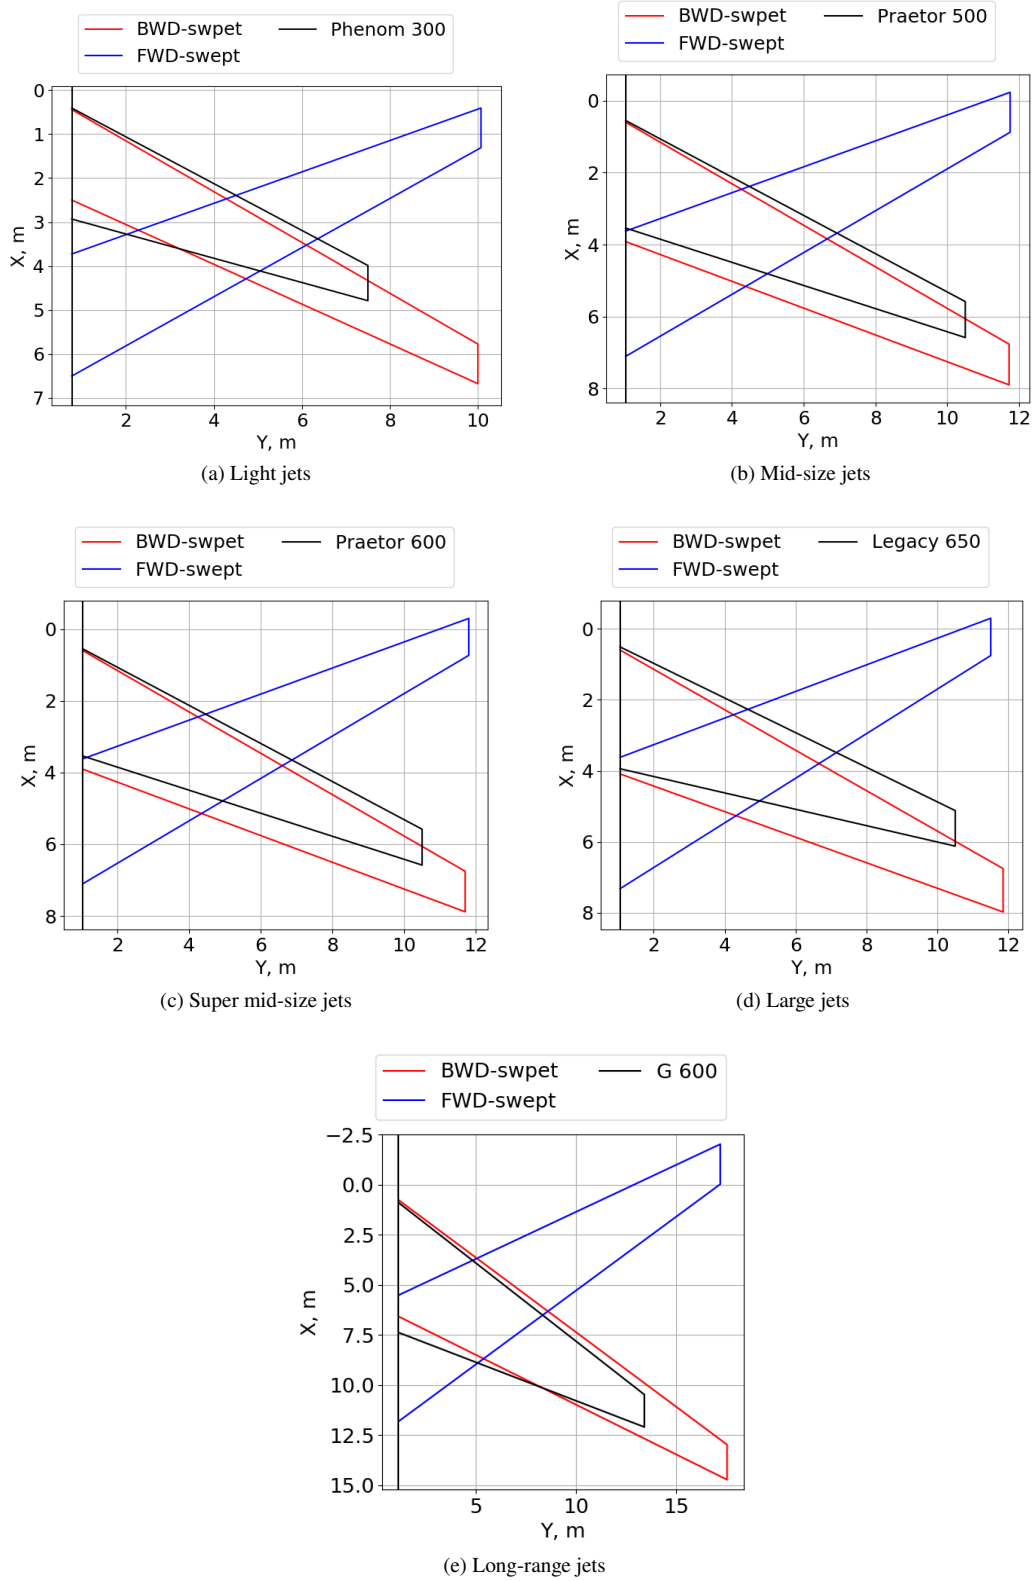 BWD-swpet Phenom 300
FWD-swept
0
1
2
3
4
5
6
7
X, m
2 4 6 8 10
Y, m
(a) Light jets
BWD-swpet Praetor 500
FWD-swept
0
2
4
6
8
X, m
2 4 6 8 10 12
Y, m
(b) Mid-size jets
BWD-swpet Praetor 600
FWD-swept
0
2
4
6
8
X, m
2 4 6 8 10 12
Y, m
(c) Super mid-size jets
BWD-swpet Legacy 650
FWD-swept
0
2
4
6
8
X, m
2 4 6 8 10 12
Y, m
(d) Large jets
BWD-swpet G 600
FWD-swept
−2.5
0.0
2.5
5.0
7.5
10.0
12.5
15.0
X, m
5 10 15
Y, m
(e) Long-range jets